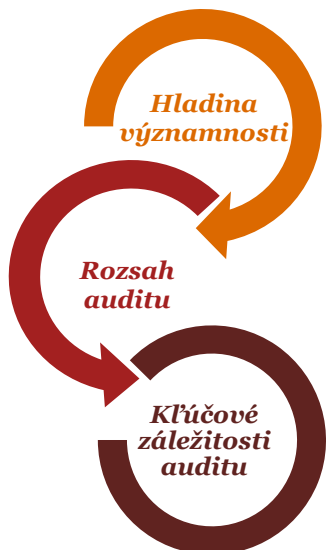 Hladina
významnosti
Rozsah
auditu
Kľúčové
záležitosti
auditu